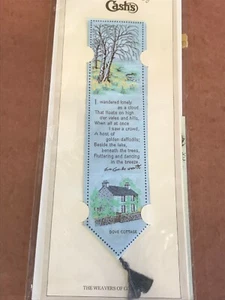 Cash's
I wandered lonely
as a cloud
That floats on high
o'er vales and hills,
When all at once
I saw a crowd,
A host of
golden daffodils;
Beside the lake,
beneath the trees,
Fluttering and dancing
in the breeze.
DOVE COTTAGE
THE WEAVERS OF